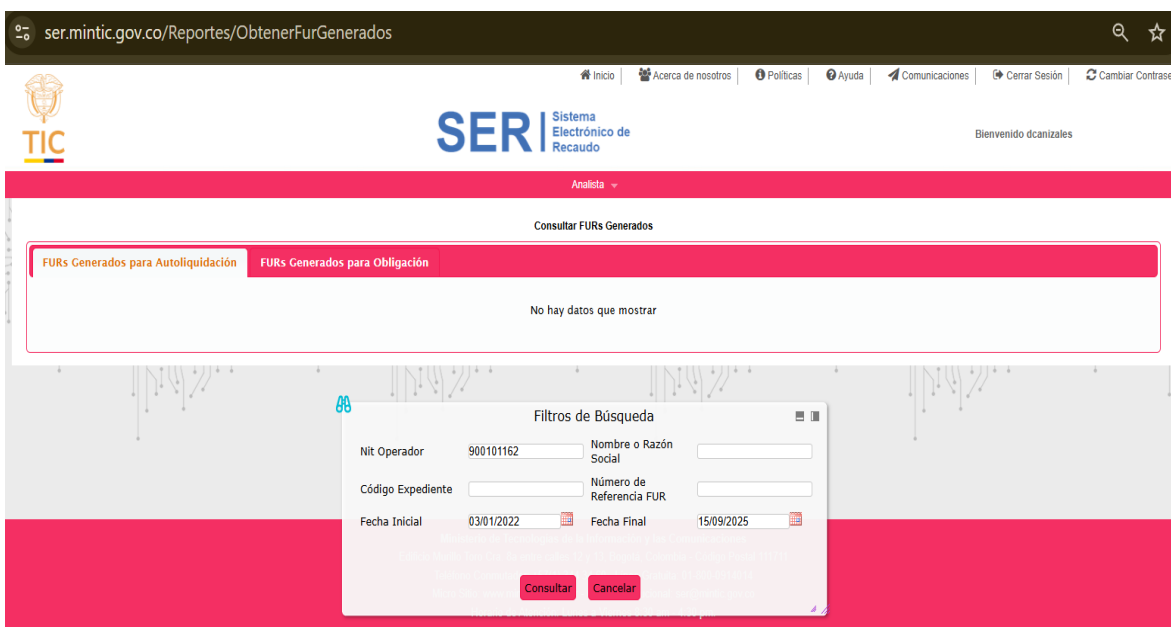 ser.mintic.gov.co/Reportes/ObtenerFurGenerados
Inicio
Acerca de nosotros
Políticas
Ayuda
Comunicaciones
Cerrar Sesión
Cambiar Contrase
TIC
SER
Sistema
Electrónico de
Recaudo
Bienvenido dcanizales
Analista
Consultar FURs Generados
FURs Generados para Autoliquidación
FURs Generados para Obligación
No hay datos que mostrar
Filtros de Búsqueda
Nit Operador
900101162
Nombre o Razón
Social
Código Expediente
Número de
Referencia FUR
Fecha Inicial
03/01/2022
Fecha Final
15/09/2025
Consultar
Cancelar